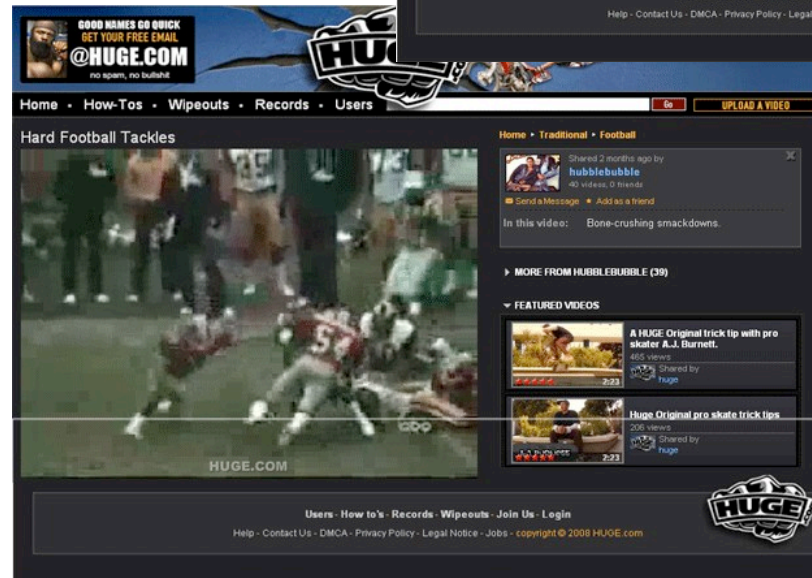 Help - Contact Us - DMCA - Privacy Policy - Legal
GOOD NAMES GO QUICK
GET YOUR FREE EMAIL
@HUGE.COM
no spam, no bullshit
HUGE
Home • How-Tos • Wipeouts • Records • Users
Go
UPLOAD A VIDEO
Hard Football Tackles
Home ▸ Traditional ▸ Football
Shared 2 months ago by
hubblebubble
40 videos, 0 friends
Send a Message ★ Add as a friend
In this video: Bone-crushing smackdowns.
MORE FROM HUBBLEBUBBLE (39)
FEATURED VIDEOS
A HUGE Original trick tip with pro
skater A.J. Burnett.
465 views
Shared by
huge
2:23
Huge Original pro skate trick tips
206 views
Shared by
huge
2:23
57
abc
HUGE.COM
HUGE
Users - How to's - Records - Wipeouts - Join Us - Login
Help - Contact Us - DMCA - Privacy Policy - Legal Notice - Jobs - copyright © 2008 HUGE.com